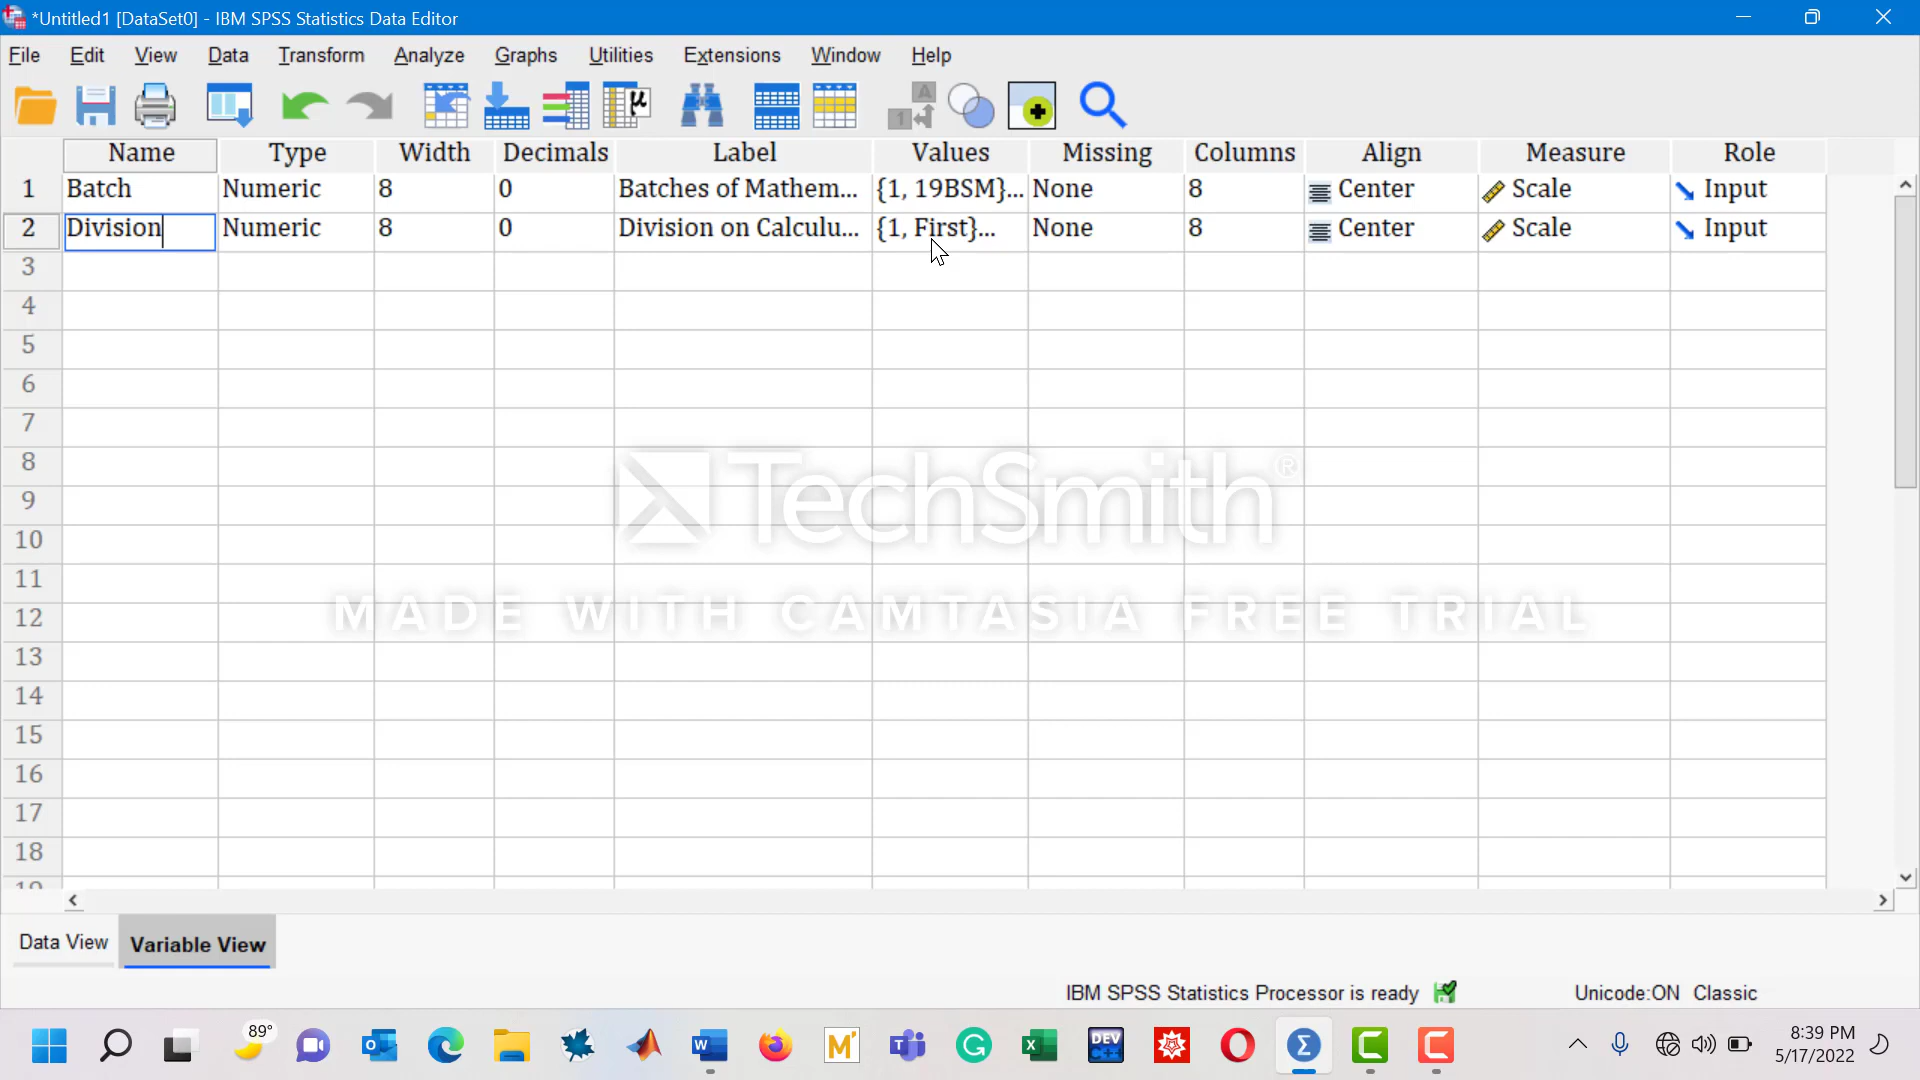 *Untitled1 [DataSet0] - IBM SPSS Statistics Data Editor
File Edit View Data Transform Analyze Graphs Utilities Extensions Window Help
Name Type Width Decimals Label Values Missing Columns Align Measure Role
1 Batch Numeric 8 0 Batches of Mathem... {1, 19BSM}... None 8 Center Scale Input
2 Division Numeric 8 0 Division on Calculu... {1, First}... None 8 Center Scale Input
3
4
5
6
7
8
9
10
11
12
13
14
15
16
17
18
19
TechSmith®
MADE WITH CAMTASIA FREE TRIAL
Data View Variable View
IBM SPSS Statistics Processor is ready Unicode:ON Classic
89° 8:39 PM
5/17/2022